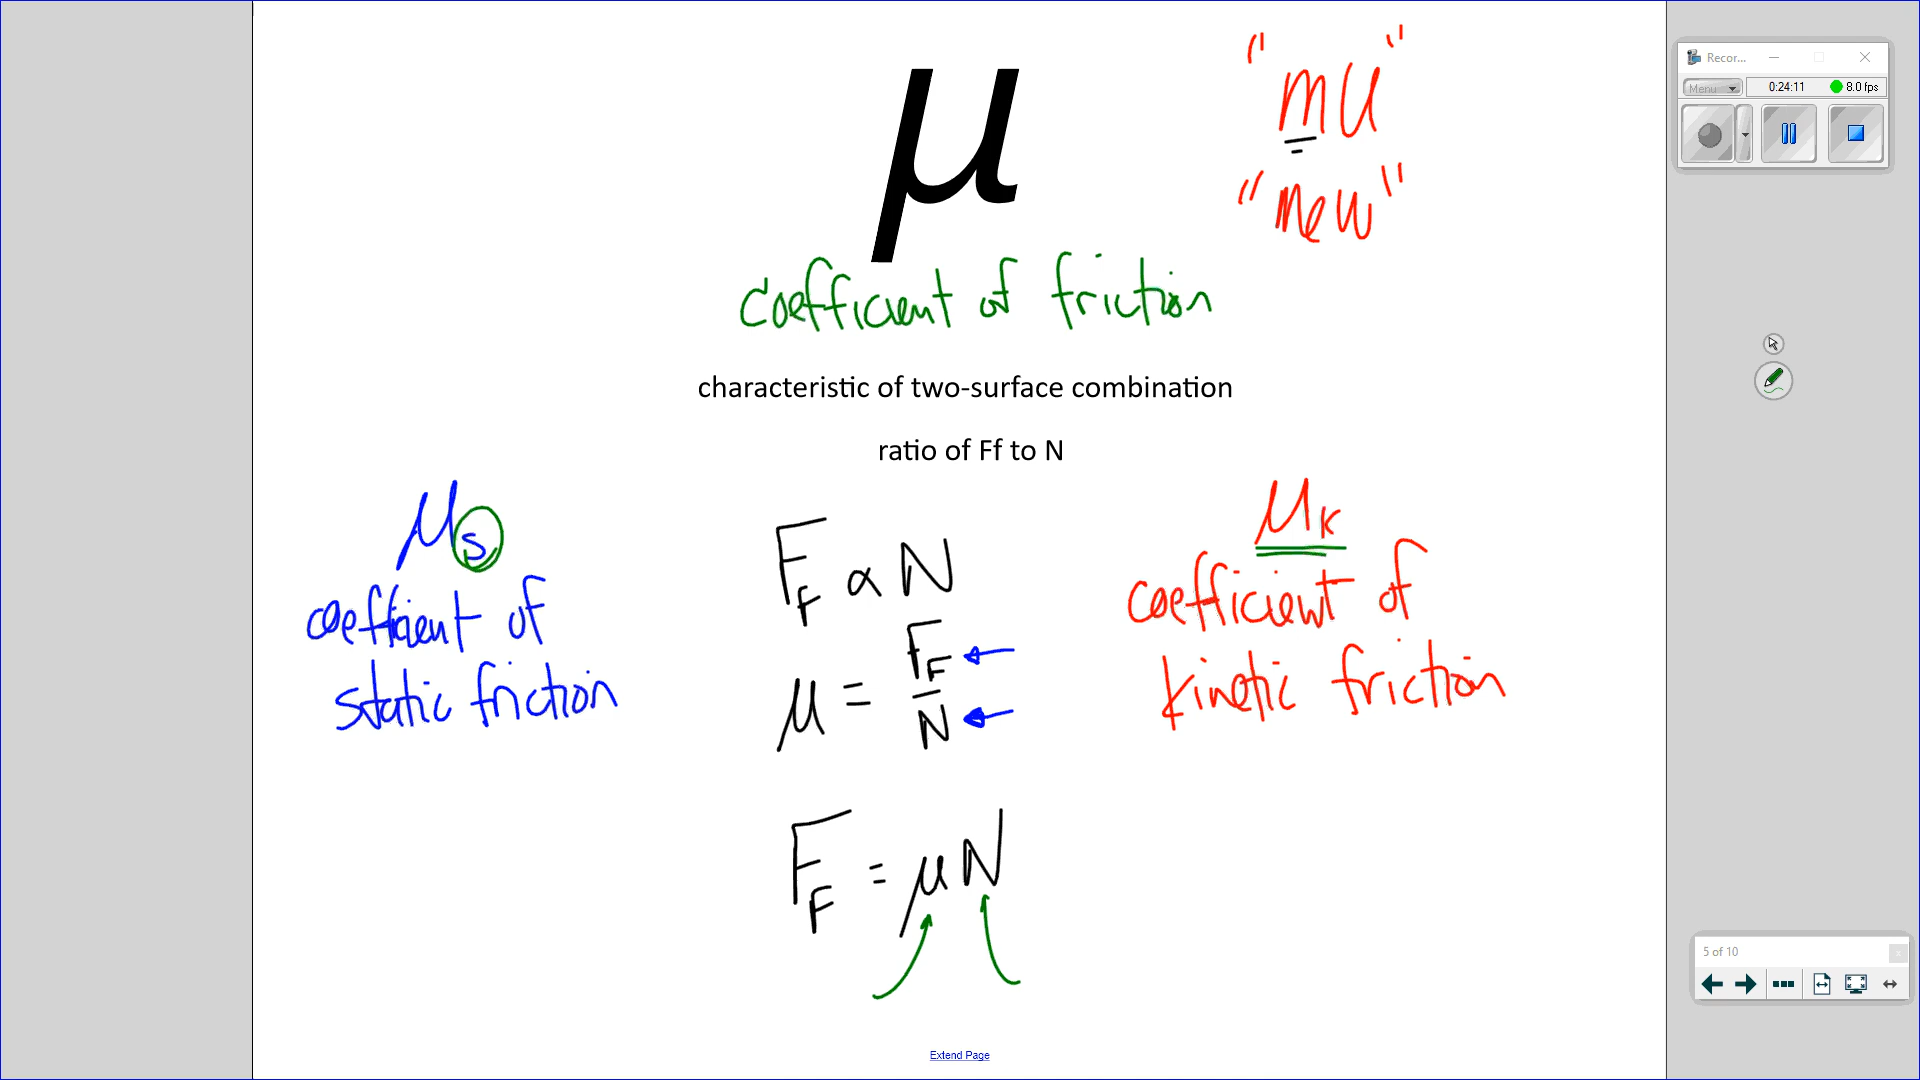 μ
"mu"
"mew"
coefficient of friction
characteristic of two-surface combination
ratio of Ff to N
μs
coefficient of
static friction
FF ∝ N
μ = FF/N
FF = μN
μK
coefficient of
kinetic friction
Extend Page
Recor...
Menu
0:24:11
8.0 fps
5 of 10